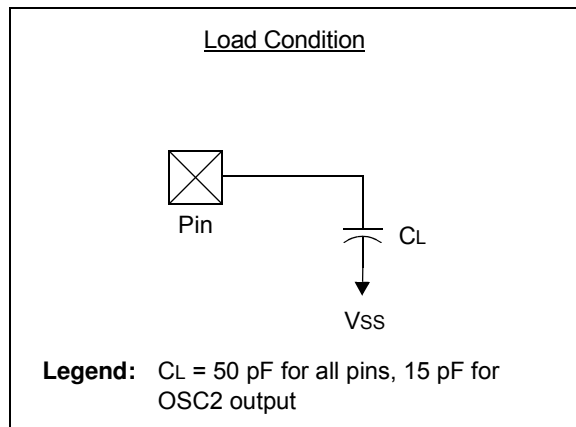 Load Condition
Pin
CL
VSS
Legend: CL = 50 pF for all pins, 15 pF for
OSC2 output